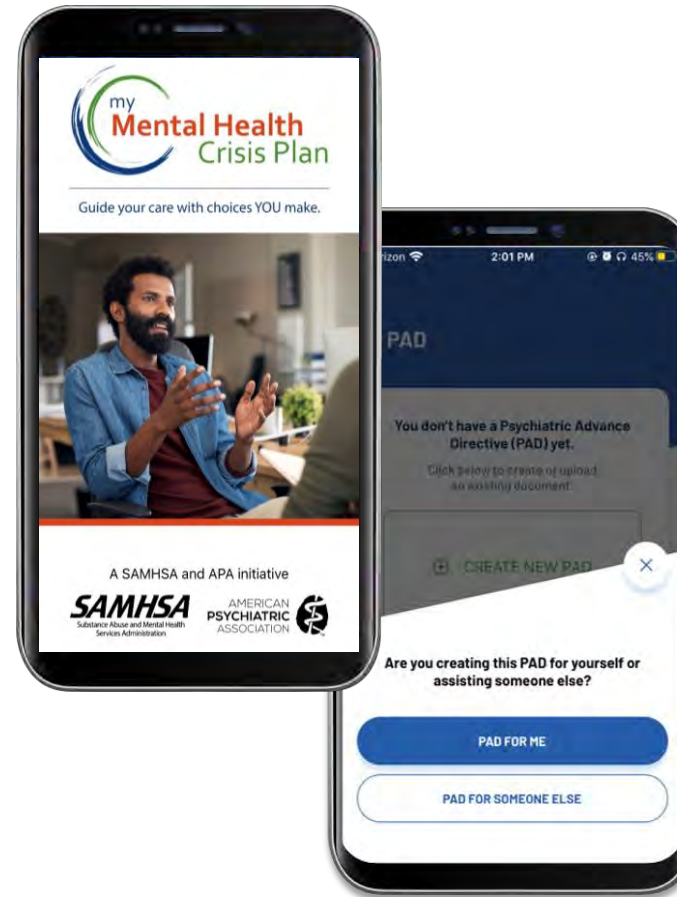 my
Mental Health
Crisis Plan
Guide your care with choices YOU make.
A SAMHSA and APA initiative
SAMHSA
Substance Abuse and Mental Health
Services Administration
AMERICAN
PSYCHIATRIC
ASSOCIATION
rizon 2:01 PM 45%
PAD
You don't have a Psychiatric Advance
Directive (PAD) yet.
Click below to create or upload
an existing document.
CREATE NEW PAD
Are you creating this PAD for yourself or
assisting someone else?
PAD FOR ME
PAD FOR SOMEONE ELSE